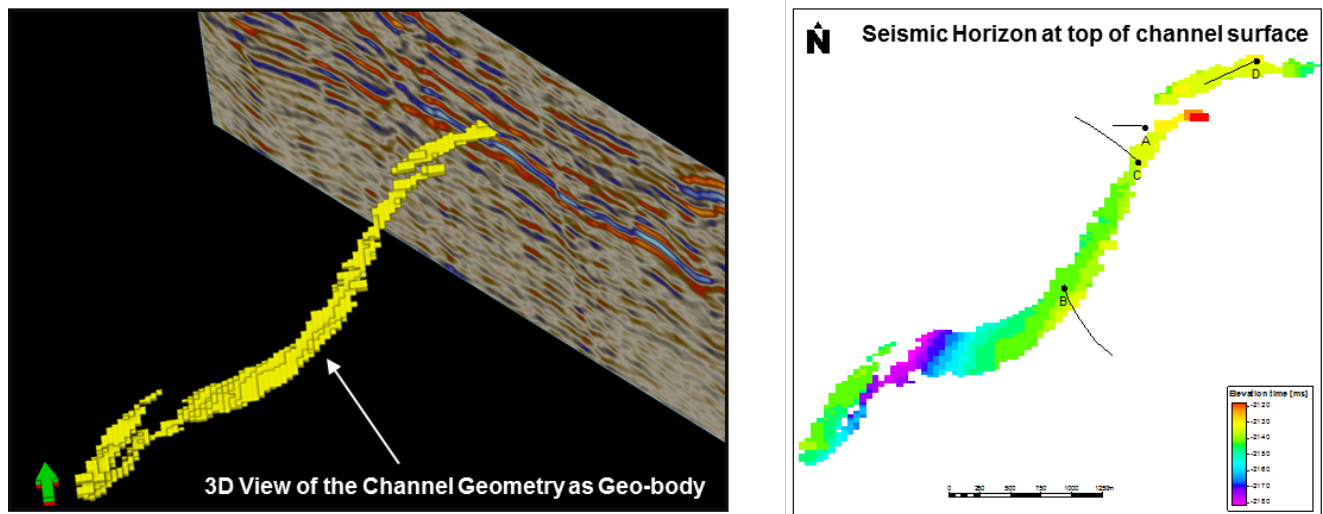 3D View of the Channel Geometry as Geo-body
N
Seismic Horizon at top of channel surface
D
A
C
B
Elevation time [ms]
-2120
-2130
-2140
-2150
-2160
-2170
-2180
0 250 500 750 1000 1250m